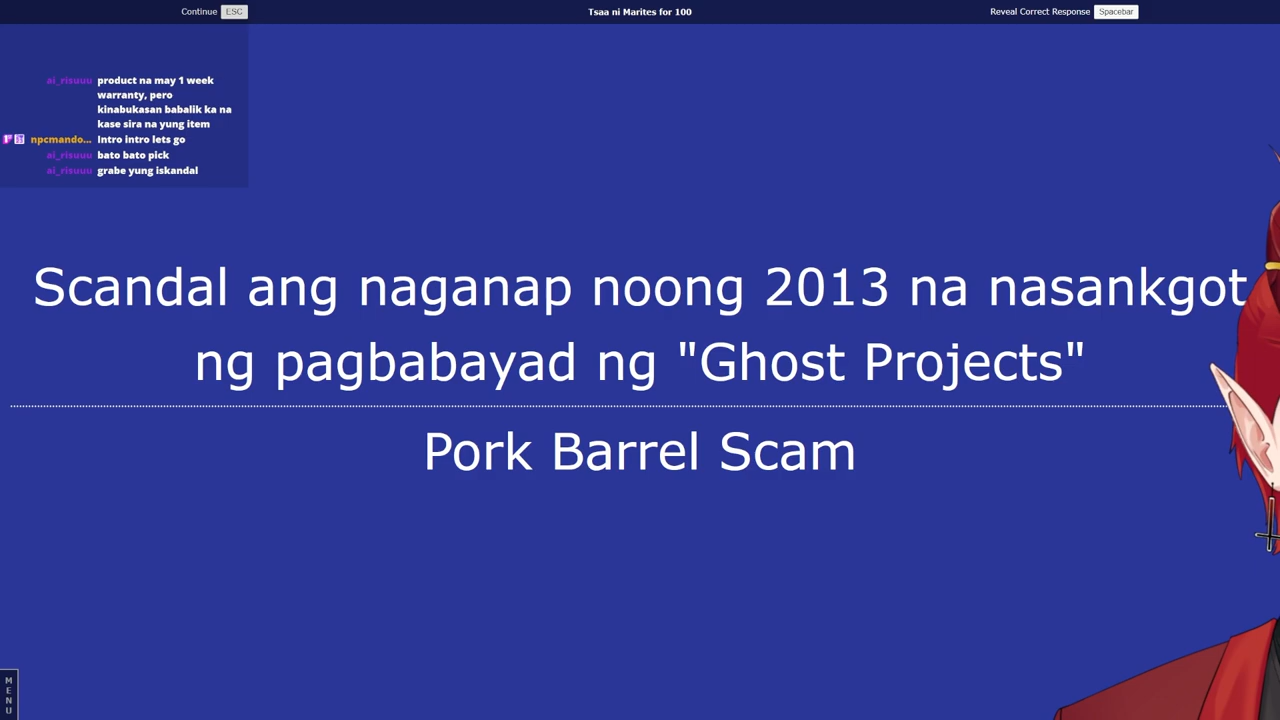 Continue ESC
Tsaa ni Marites for 100
Reveal Correct Response Spacebar
ai_risuuu product na may 1 week
warranty, pero
kinabukasan babalik ka na
kase sira na yung item
npcmando... Intro intro lets go
ai_risuuu bato bato pick
ai_risuuu grabe yung iskandal
Scandal ang naganap noong 2013 na nasankgot
ng pagbabayad ng "Ghost Projects"
Pork Barrel Scam
MENU